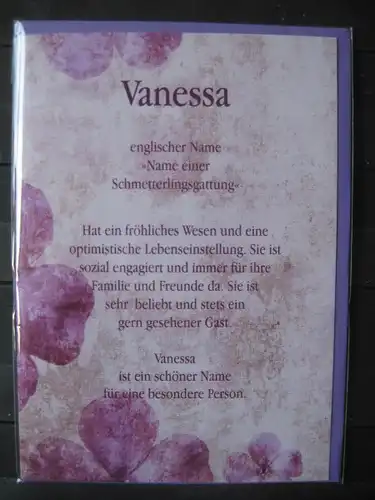 Vanessa
englischer Name
»Name einer
Schmetterlingsgattung«
Hat ein fröhliches Wesen und eine
optimistische Lebenseinstellung. Sie ist
sozial engagiert und immer für ihre
Familie und Freunde da. Sie ist
sehr beliebt und stets ein
gern gesehener Gast.
Vanessa
ist ein schöner Name
für eine besondere Person.